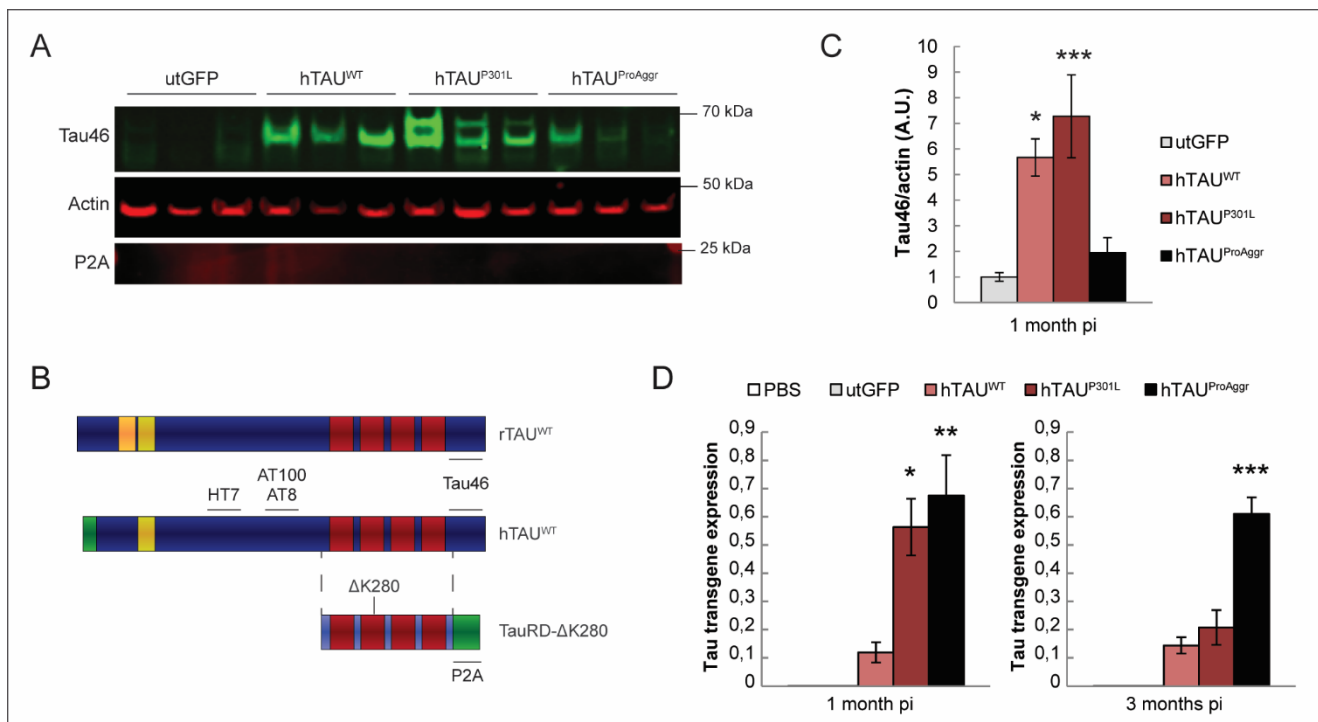 A
utGFP hTAUWT hTAUP301L hTAUProAggr
Tau46
70 kDa
Actin
50 kDa
P2A
25 kDa
C
Tau46/actin (A.U.)
10
9
8
7
6
5
4
3
2
1
0
*
***
1 month pi
utGFP
hTAUWT
hTAUP301L
hTAUProAggr
B
rTAUWT
Tau46
HT7
AT100
AT8
hTAUWT
ΔK280
TauRD-ΔK280
P2A
D
PBS utGFP hTAUWT hTAUP301L hTAUProAggr
Tau transgene expression
0,9
0,8
0,7
0,6
0,5
0,4
0,3
0,2
0,1
*
**
1 month pi
Tau transgene expression
0,9
0,8
0,7
0,6
0,5
0,4
0,3
0,2
0,1
***
3 months pi